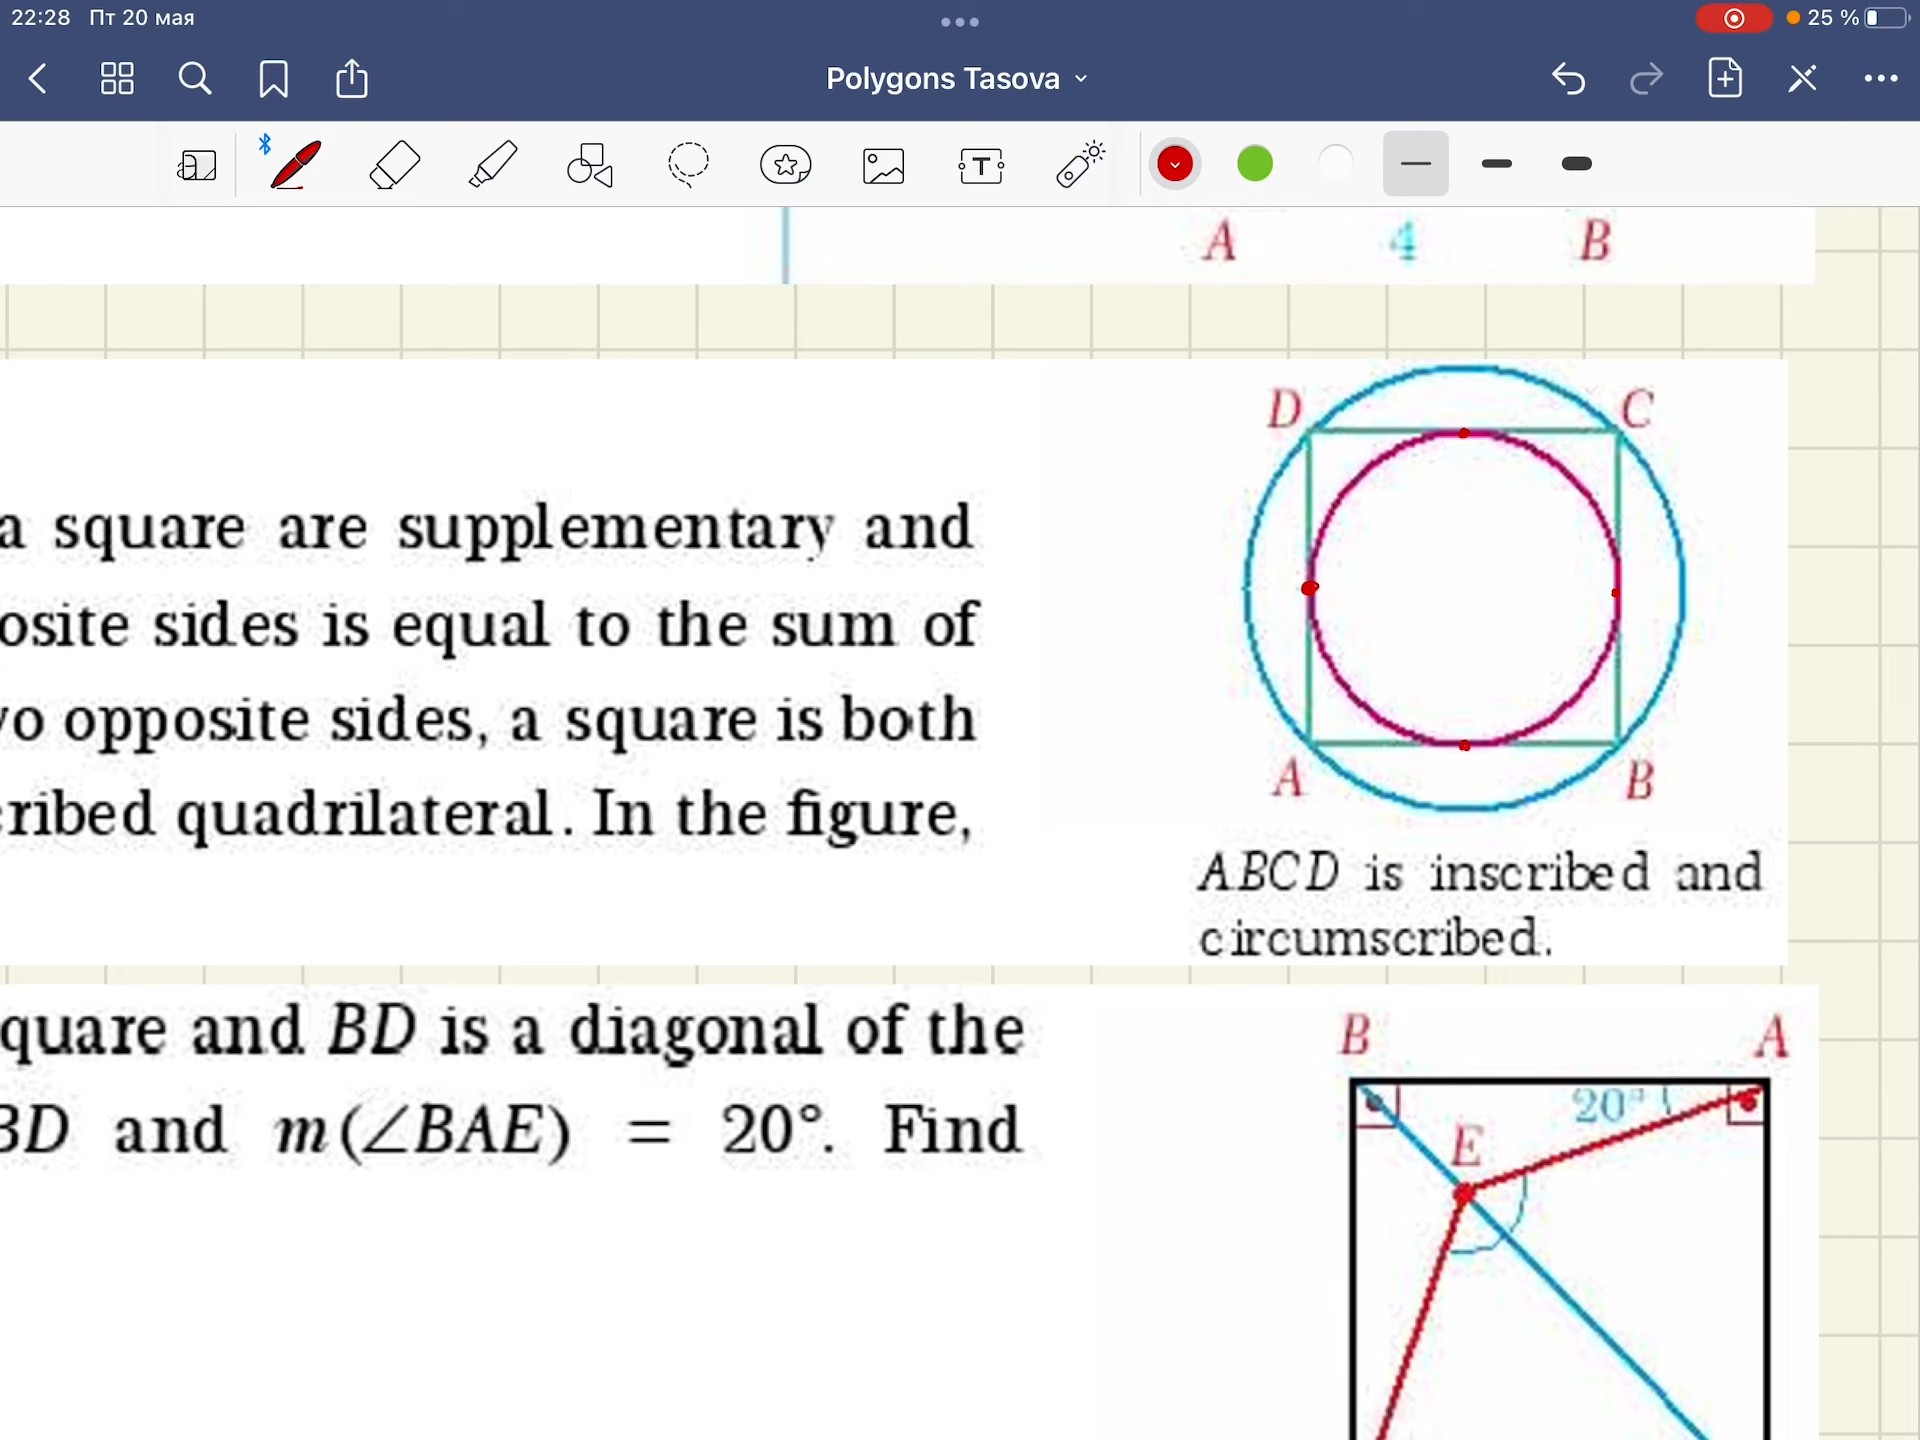 22:28 Пт 20 мая
25 %
Polygons Tasova
A 4 B
D C
a square are supplementary and
osite sides is equal to the sum of
vo opposite sides, a square is both
cribed quadrilateral. In the figure,
A B
ABCD is inscribed and
circumscribed.
quare and BD is a diagonal of the
BD and m(∠BAE) = 20°. Find
B A
20°
E